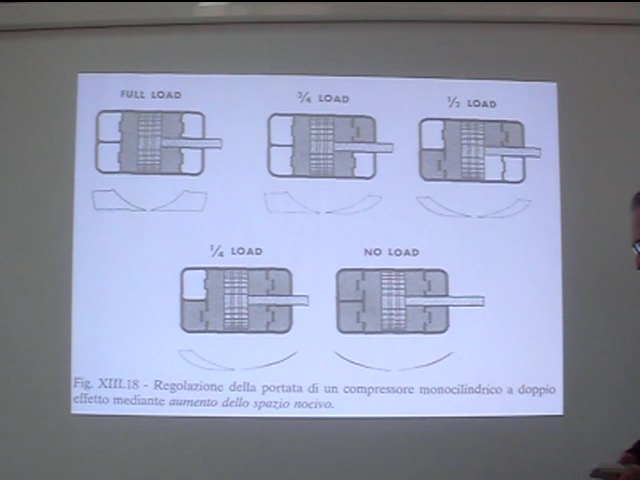 FULL LOAD
3/4 LOAD
1/2 LOAD
1/4 LOAD
NO LOAD
Fig. XIII.18 - Regolazione della portata di un compressore monocilindrico a doppio
effetto mediante aumento dello spazio nocivo.